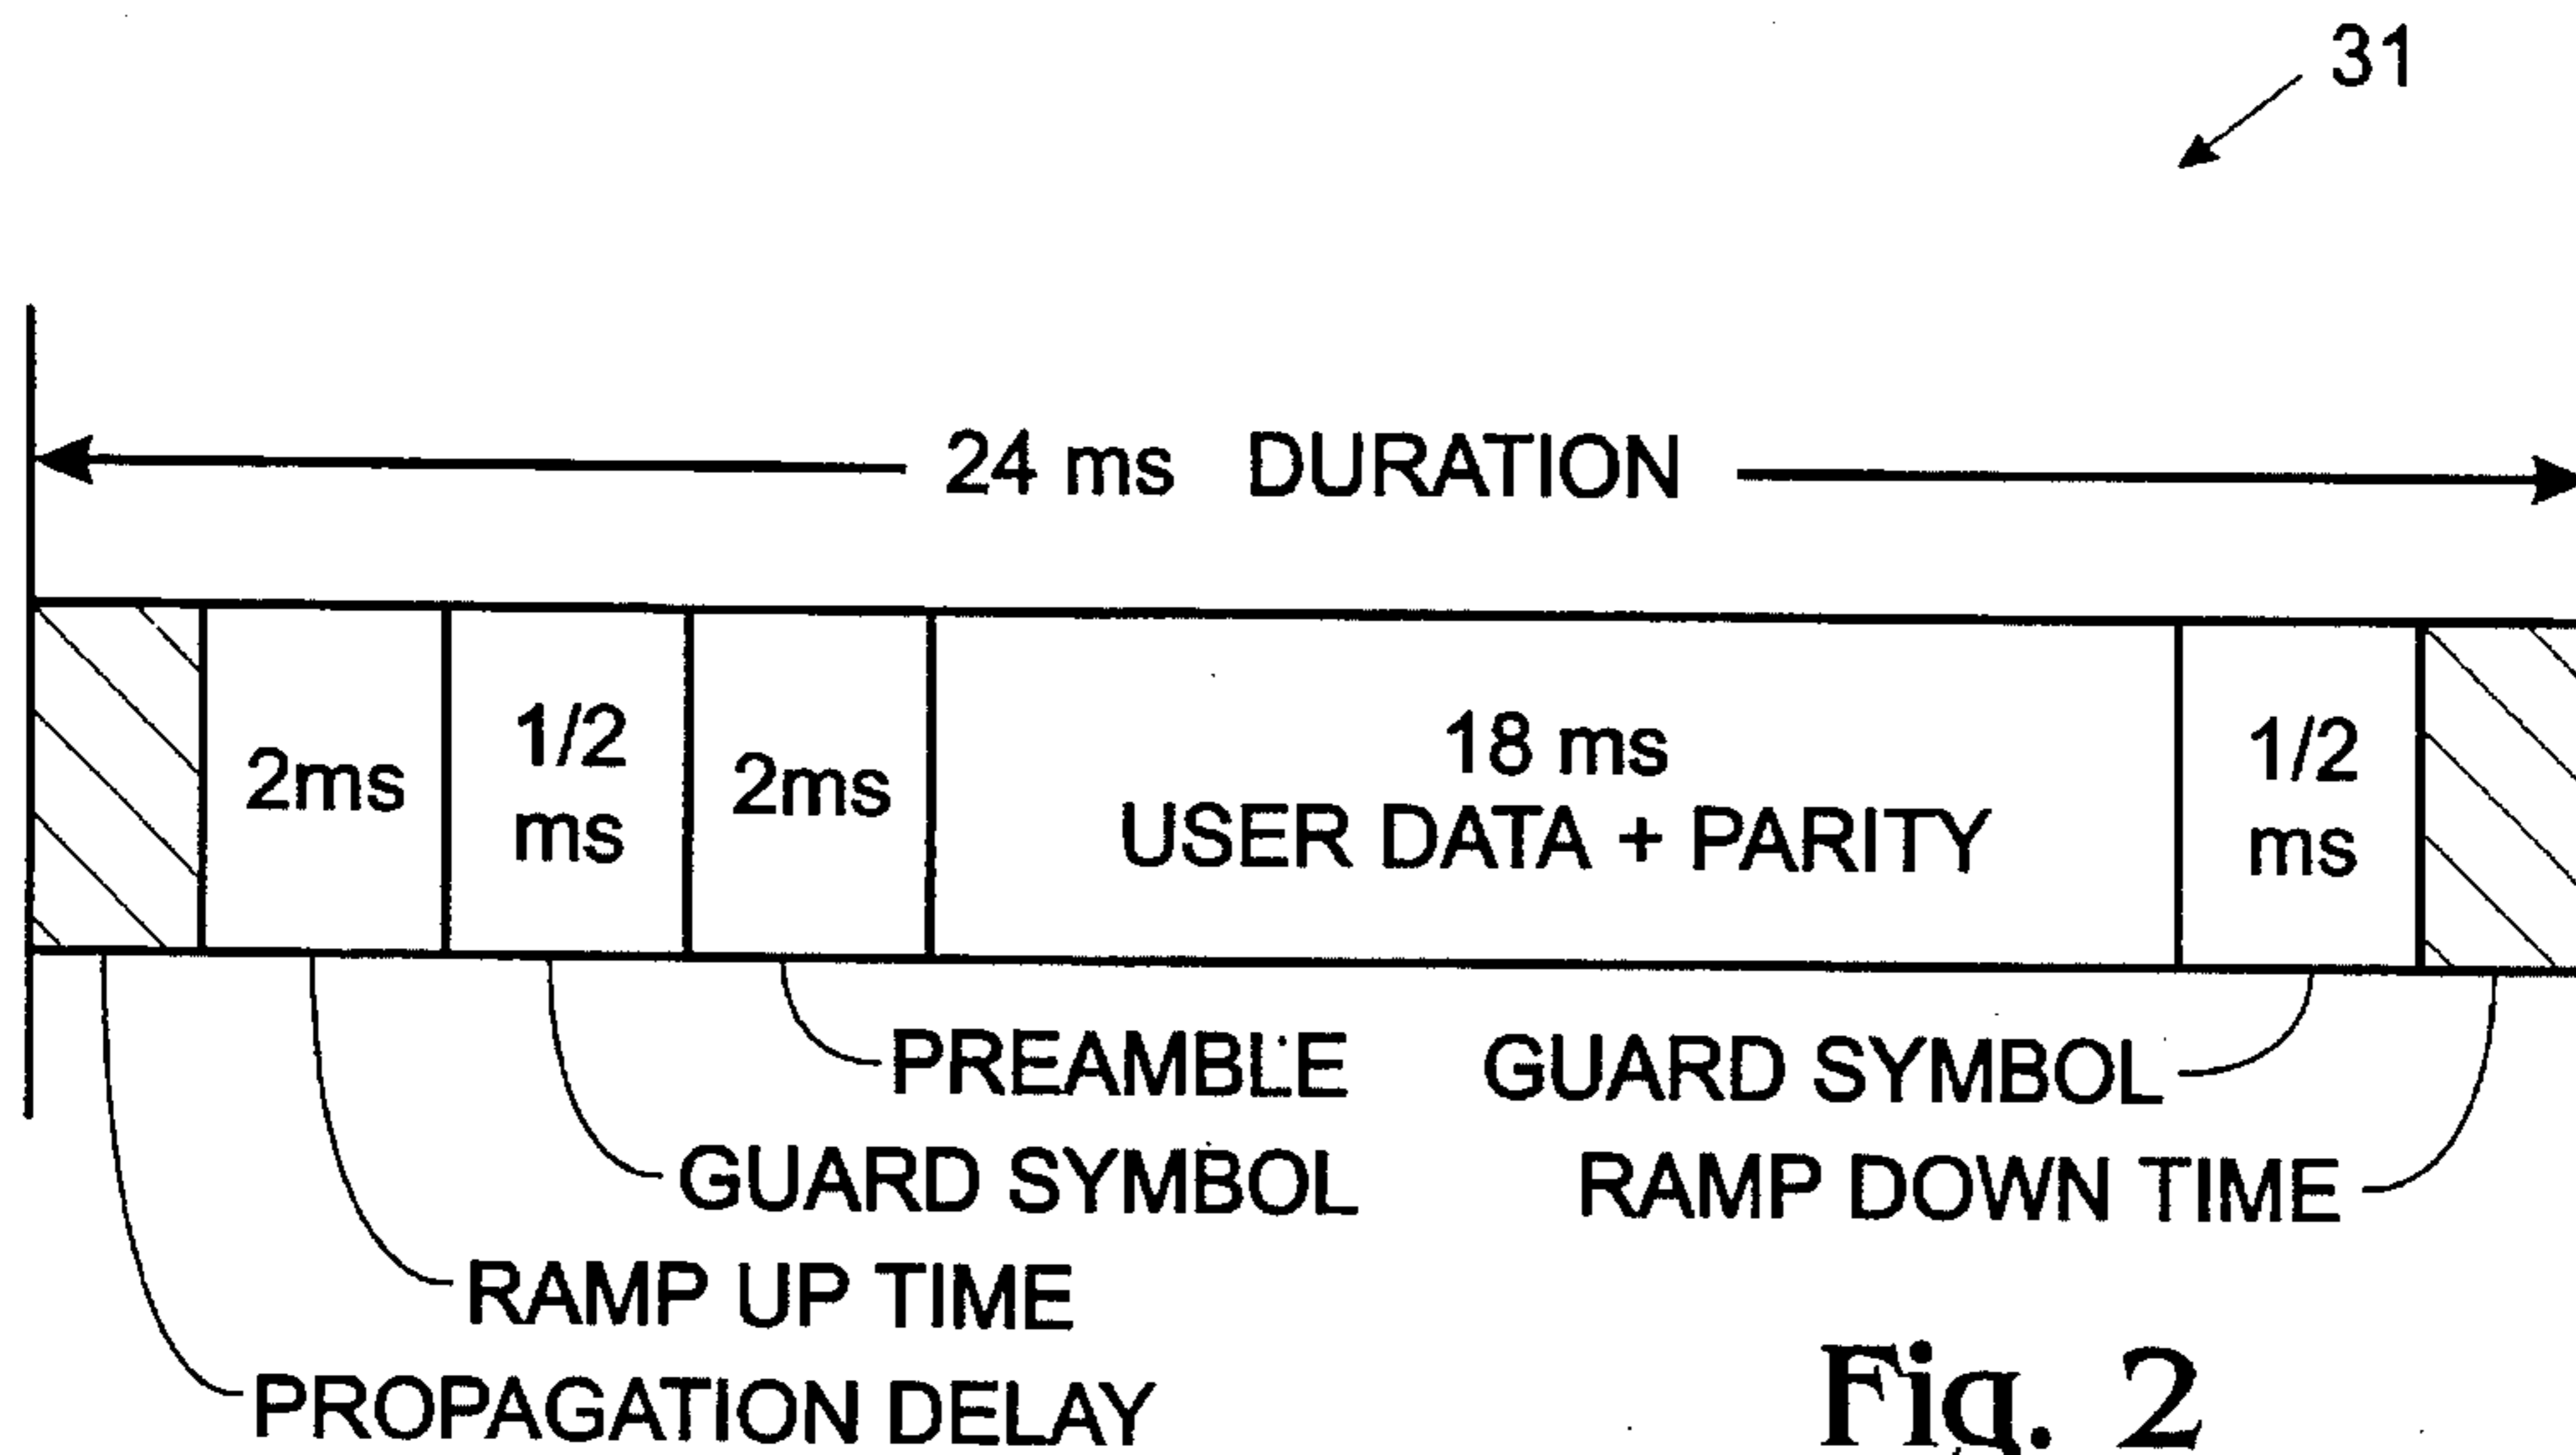 31
24 ms DURATION
2ms
1/2
ms
2ms
18 ms
USER DATA + PARITY
1/2
ms
PREAMBLE
GUARD SYMBOL
GUARD SYMBOL
RAMP DOWN TIME
RAMP UP TIME
PROPAGATION DELAY
Fig. 2